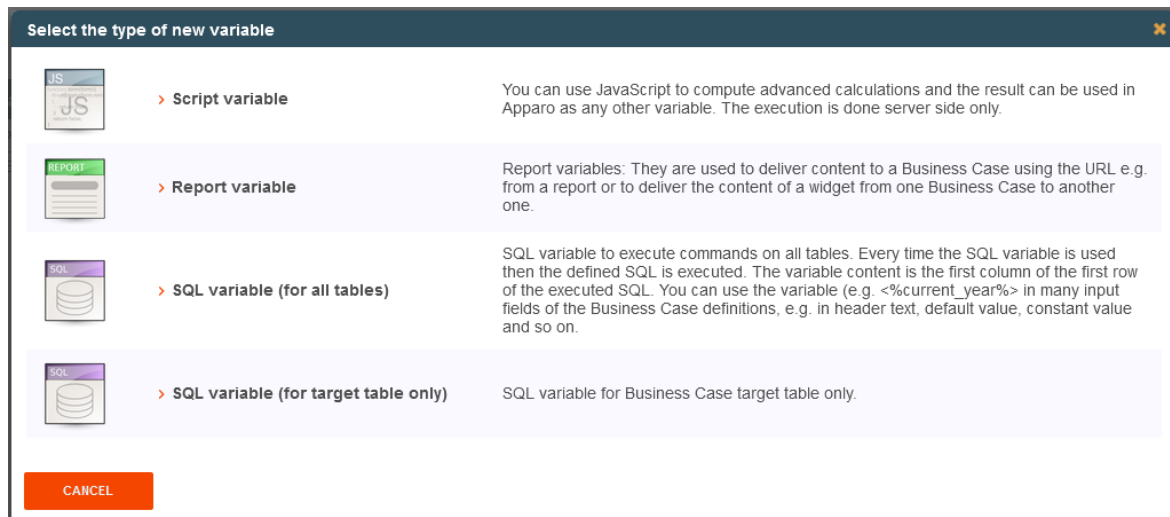 Select the type of new variable
JS
JS
> Script variable
You can use JavaScript to compute advanced calculations and the result can be used in
Apparo as any other variable. The execution is done server side only.
REPORT
> Report variable
Report variables: They are used to deliver content to a Business Case using the URL e.g.
from a report or to deliver the content of a widget from one Business Case to another
one.
SQL
> SQL variable (for all tables)
SQL variable to execute commands on all tables. Every time the SQL variable is used
then the defined SQL is executed. The variable content is the first column of the first row
of the executed SQL. You can use the variable (e.g. <%current_year%> in many input
fields of the Business Case definitions, e.g. in header text, default value, constant value
and so on.
SQL
> SQL variable (for target table only)
SQL variable for Business Case target table only.
CANCEL